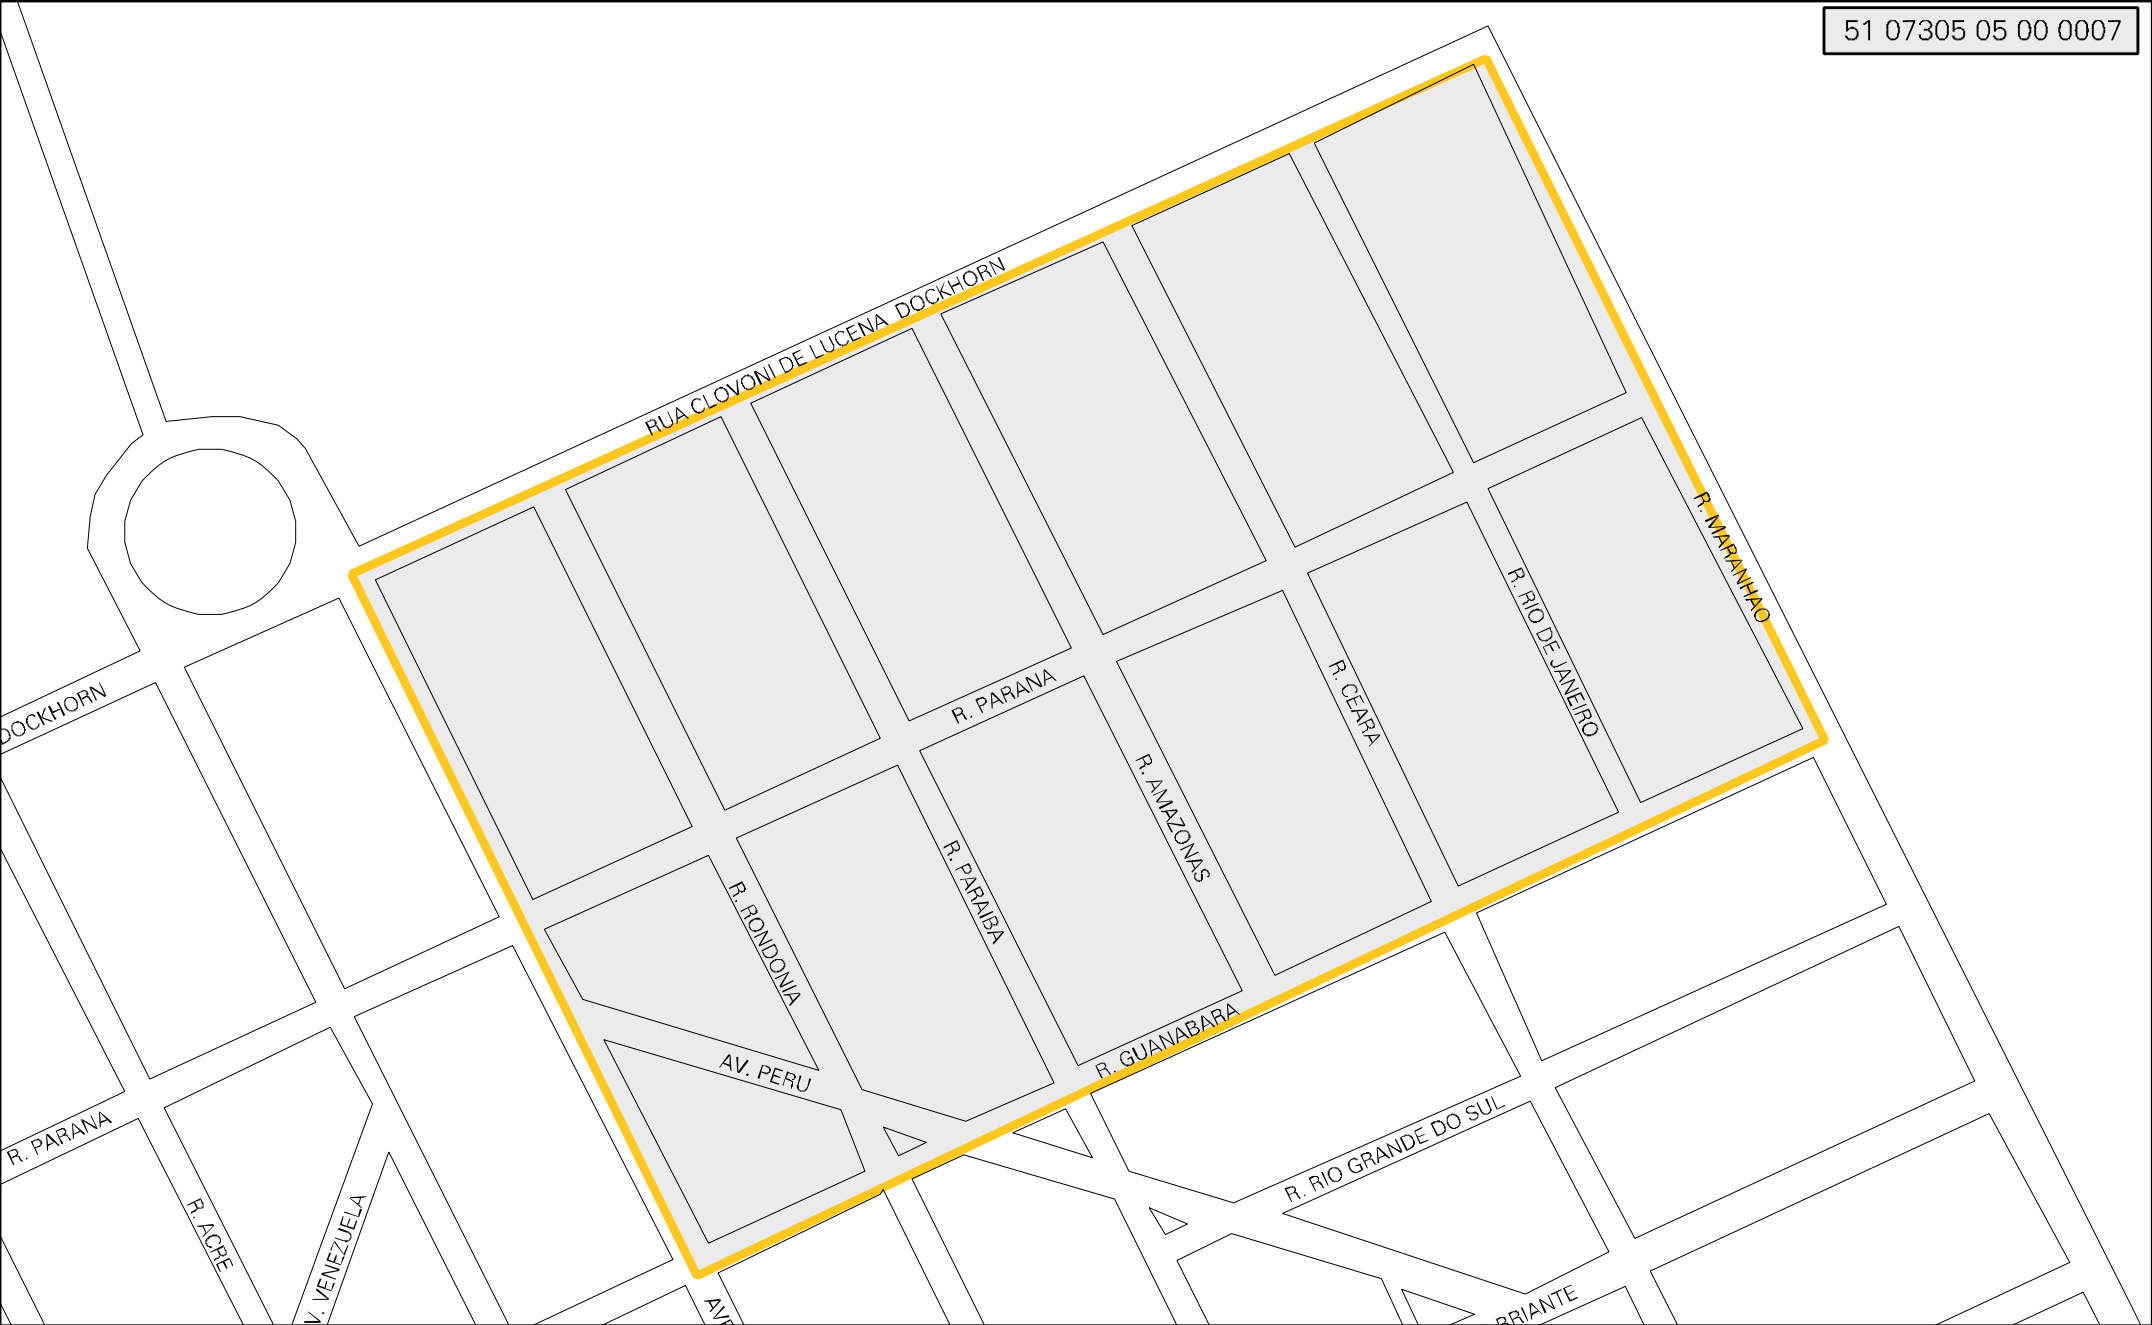 51 07305 05 00 0007
RUA CLOVONI DE LUCENA DOCKHORN
R. MARANHAO
R. RIO DE JANEIRO
R. CEARA
R. PARANA
DOCKHORN
R. AMAZONAS
R. PARAIBA
R. RONDONIA
R. GUANABARA
AV. PERU
R. RIO GRANDE DO SUL
R. PARANA
R. ACRE
V. VENEZUELA